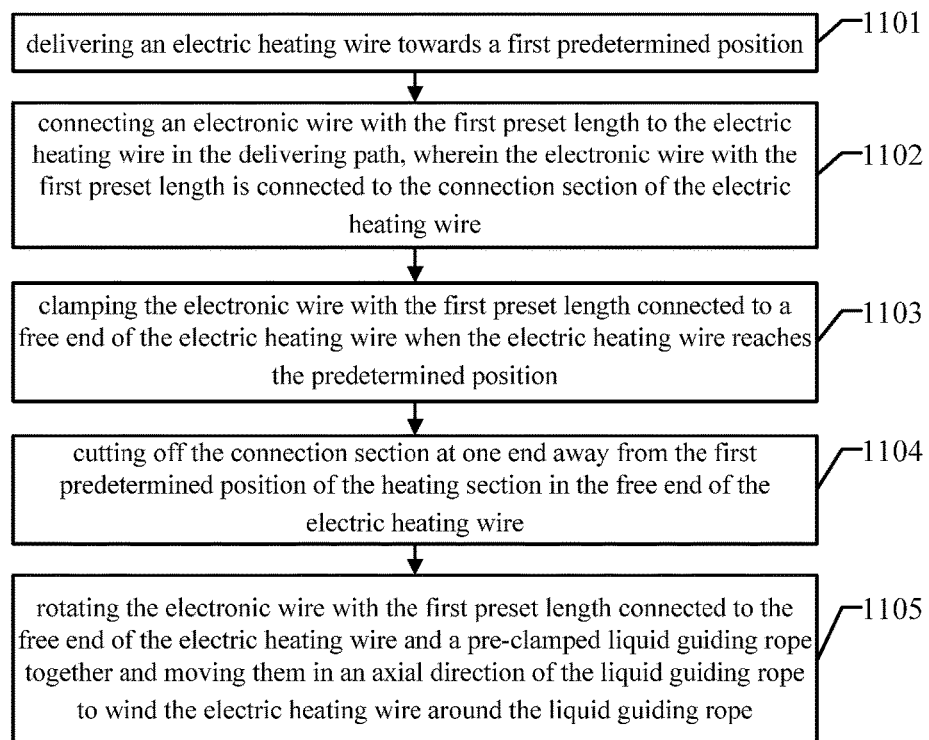 delivering an electric heating wire towards a first predetermined position
1101
connecting an electronic wire with the first preset length to the electric
heating wire in the delivering path, wherein the electronic wire with the
first preset length is connected to the connection section of the electric
heating wire
1102
clamping the electronic wire with the first preset length connected to a
free end of the electric heating wire when the electric heating wire reaches
the predetermined position
1103
cutting off the connection section at one end away from the first
predetermined position of the heating section in the free end of the
electric heating wire
1104
rotating the electronic wire with the first preset length connected to the
free end of the electric heating wire and a pre-clamped liquid guiding rope
together and moving them in an axial direction of the liquid guiding rope
to wind the electric heating wire around the liquid guiding rope
1105